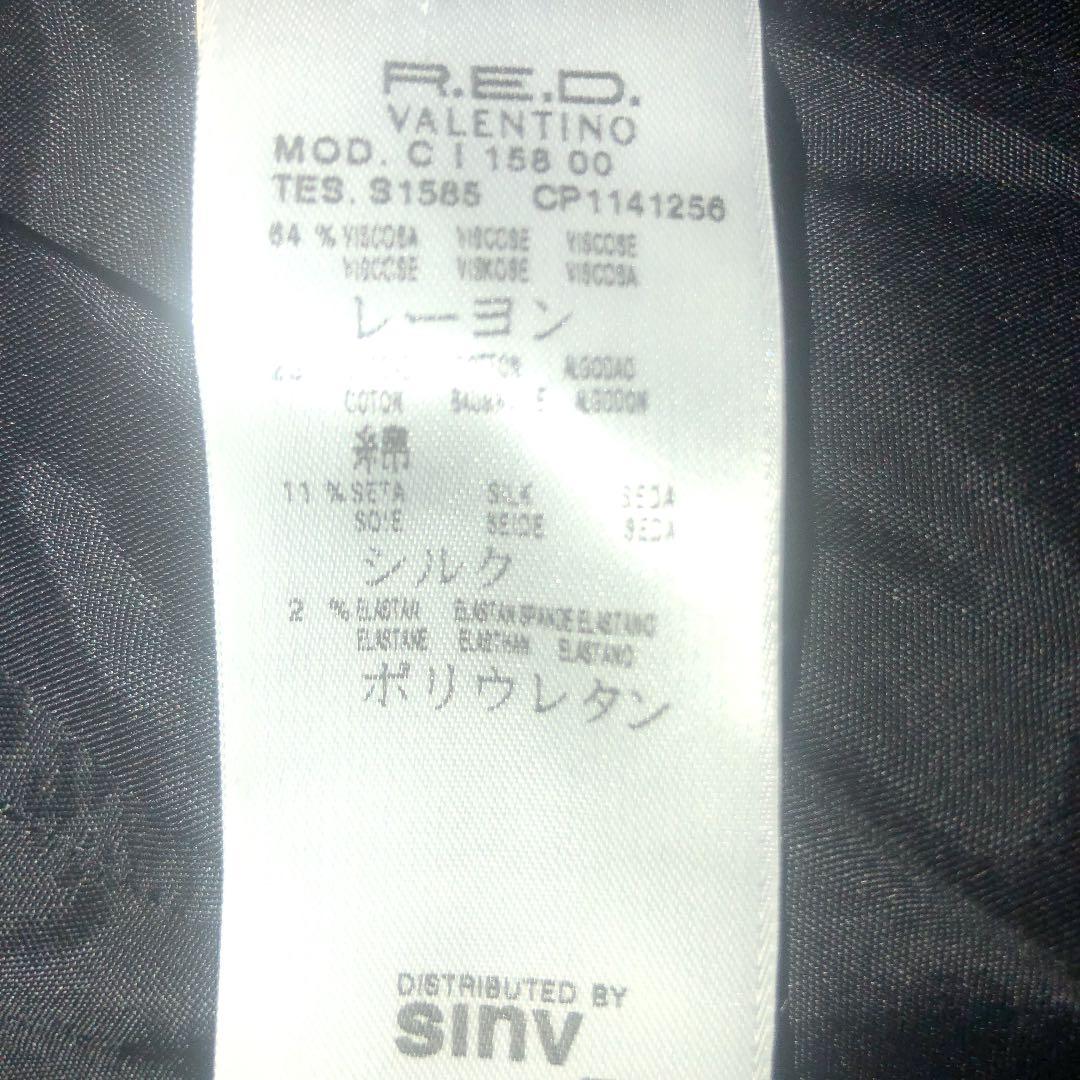 R.E.D.
VALENTINO
MOD. C I 158 00
TES. S1585 CP1141256
64 % VISCOSA VISCOSE VISCOSE
VISCOSE VISKOSE VISCOSA
レーヨン
ALGODAO
COTON ALGODON
綿
11 % SETA SILK SEDA
SOIE SEIDE SEDA
シルク
2 % ELASTAN ELASTAN SPANDE ELASTANO
ELASTANE ELASTHAN ELASTANO
ポリウレタン
DISTRIBUTED BY
sinv